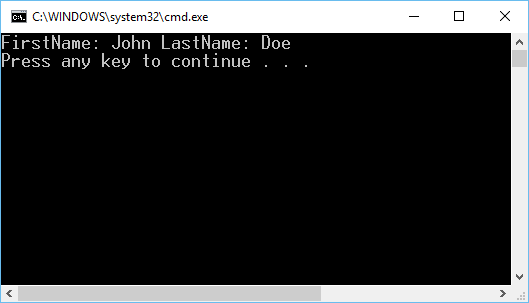 C:\WINDOWS\system32\cmd.exe
FirstName: John LastName: Doe
Press any key to continue . . .